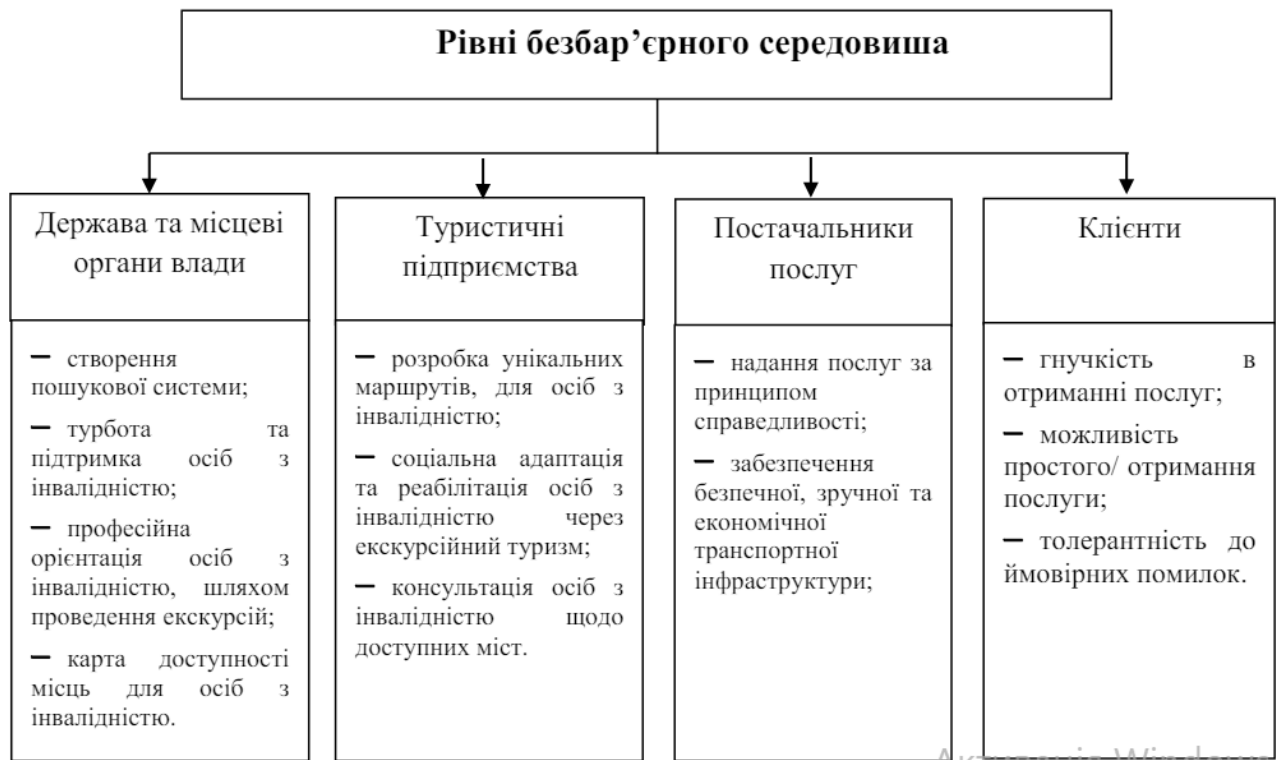 Рівні безбар’єрного середовиша
Держава та місцеві
органи влади
— створення
пошукової системи;
— турбота та
підтримка осіб з
інвалідністю;
— професійна
орієнтація осіб з
інвалідністю, шляхом
проведення екскурсій;
— карта доступності
місць для осіб з
інвалідністю.
Туристичні
підприємства
— розробка унікальних
маршрутів, для осіб з
інвалідністю;
— соціальна адаптація
та реабілітація осіб з
інвалідністю через
екскурсійний туризм;
— консультація осіб з
інвалідністю щодо
доступних міст.
Постачальники
послуг
— надання послуг за
принципом
справедливості;
— забезпечення
безпечної, зручної та
економічної
транспортної
інфраструктури;
Клієнти
— гнучкість в
отриманні послуг;
— можливість
простого/ отримання
послуги;
— толерантність до
ймовірних помилок.